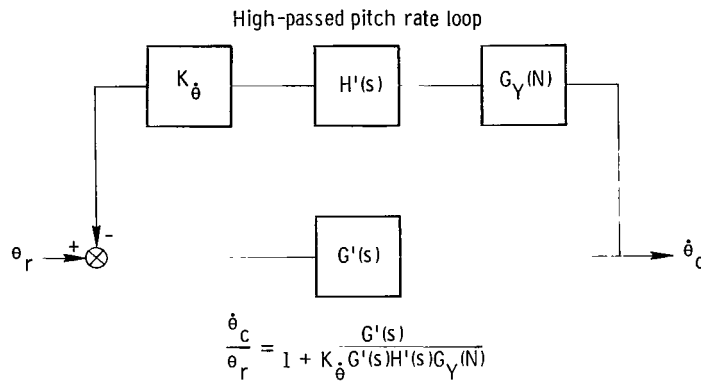 High-passed pitch rate loop
K_θ̇
H'(s)
G_Y(N)
-
θ_r
+
G'(s)
θ̇_c
θ̇_c / θ_r = G'(s) / 1 + K_θ̇ G'(s)H'(s)G_Y(N)